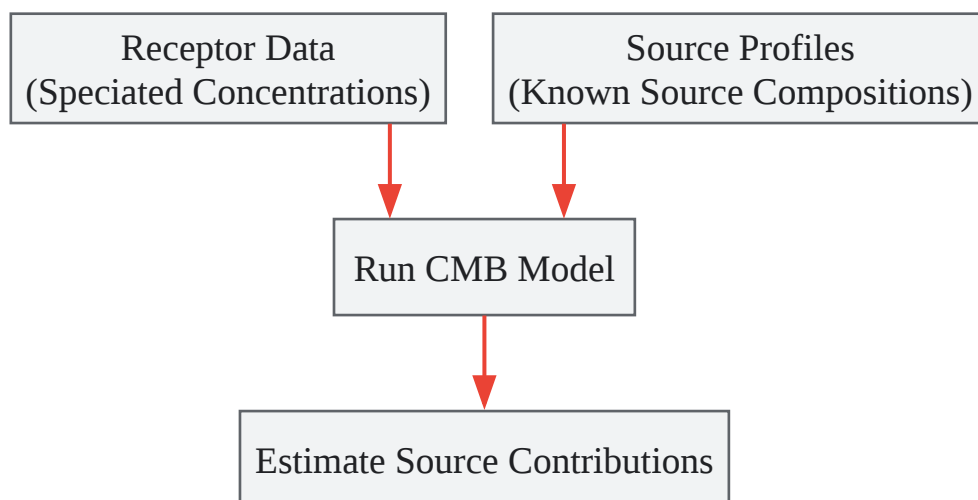 Receptor Data
(Speciated Concentrations)
Source Profiles
(Known Source Compositions)
Run CMB Model
Estimate Source Contributions